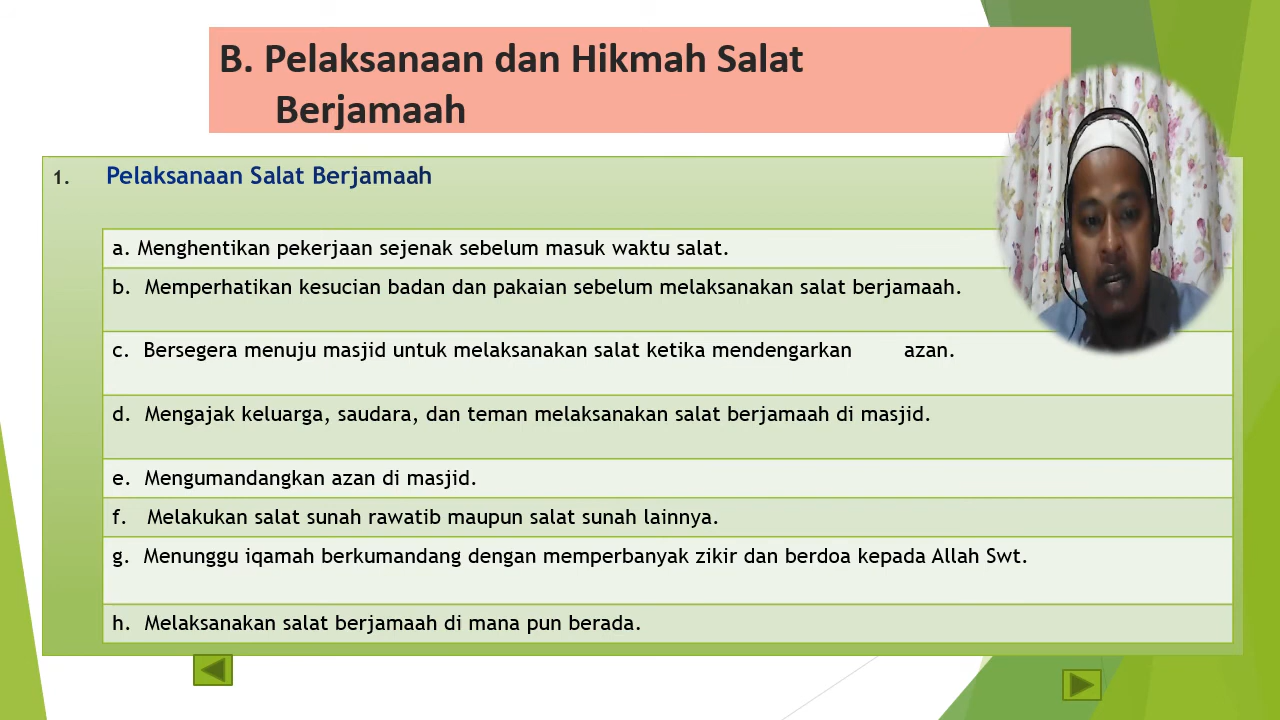 B. Pelaksanaan dan Hikmah Salat
Berjamaah
1. Pelaksanaan Salat Berjamaah
a. Menghentikan pekerjaan sejenak sebelum masuk waktu salat.
b. Memperhatikan kesucian badan dan pakaian sebelum melaksanakan salat berjamaah.
c. Bersegera menuju masjid untuk melaksanakan salat ketika mendengarkan azan.
d. Mengajak keluarga, saudara, dan teman melaksanakan salat berjamaah di masjid.
e. Mengumandangkan azan di masjid.
f. Melakukan salat sunah rawatib maupun salat sunah lainnya.
g. Menunggu iqamah berkumandang dengan memperbanyak zikir dan berdoa kepada Allah Swt.
h. Melaksanakan salat berjamaah di mana pun berada.